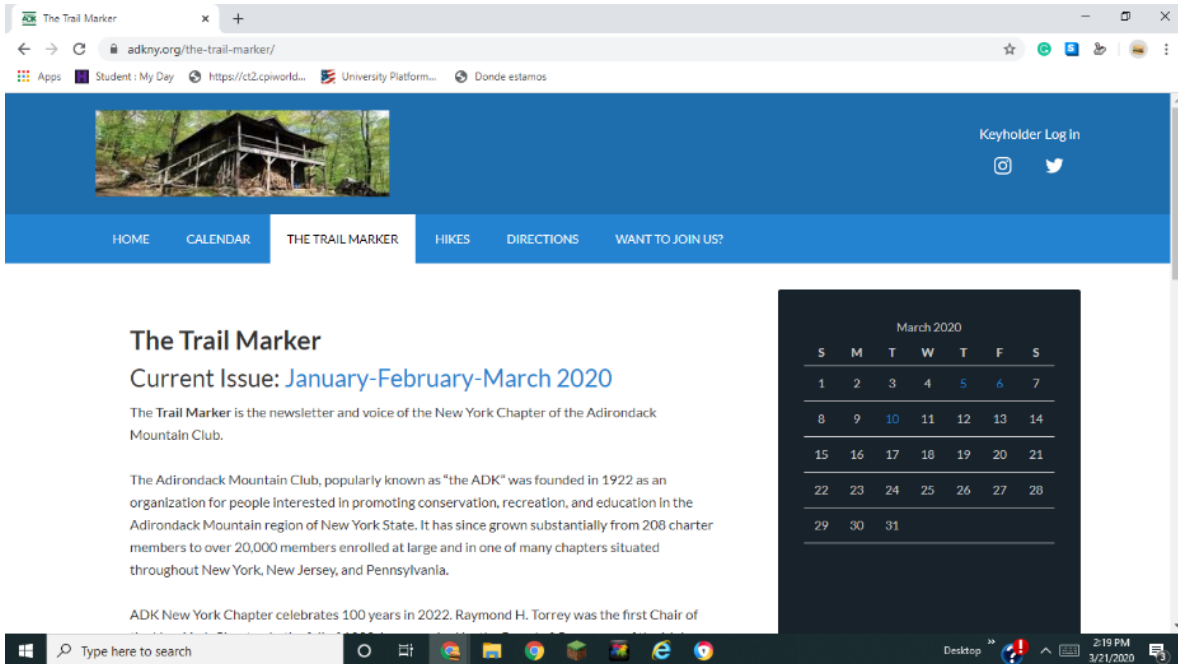 ADK The Trail Marker
adkny.org/the-trail-marker/
Apps Student : My Day https://ct2.cpiworld... University Platform... Donde estamos
Keyholder Log in
HOME CALENDAR THE TRAIL MARKER HIKES DIRECTIONS WANT TO JOIN US?
The Trail Marker
Current Issue: January-February-March 2020
The Trail Marker is the newsletter and voice of the New York Chapter of the Adirondack
Mountain Club.
The Adirondack Mountain Club, popularly known as “the ADK” was founded in 1922 as an
organization for people interested in promoting conservation, recreation, and education in the
Adirondack Mountain region of New York State. It has since grown substantially from 208 charter
members to over 20,000 members enrolled at large and in one of many chapters situated
throughout New York, New Jersey, and Pennsylvania.
ADK New York Chapter celebrates 100 years in 2022. Raymond H. Torrey was the first Chair of
March 2020
S M T W T F S
1 2 3 4 5 6 7
8 9 10 11 12 13 14
15 16 17 18 19 20 21
22 23 24 25 26 27 28
29 30 31
Type here to search
Desktop
2:19 PM
3/21/2020
3